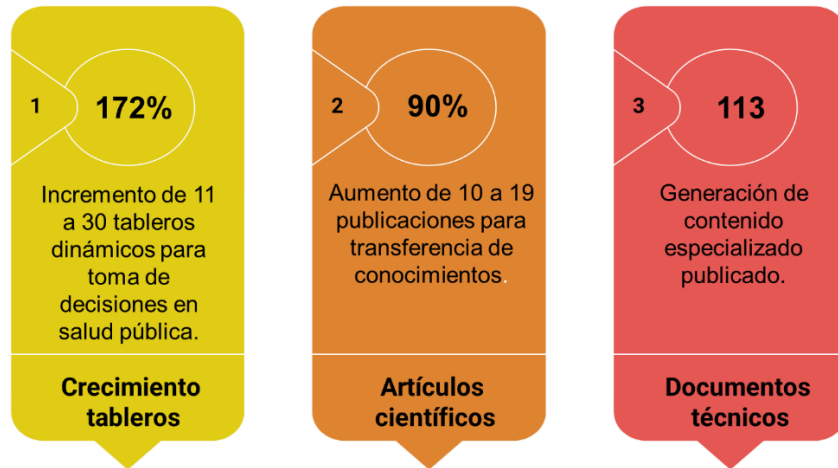 1
172%
Incremento de 11
a 30 tableros
dinámicos para
toma de
decisiones en
salud pública.
Crecimiento
tableros
2
90%
Aumento de 10 a 19
publicaciones para
transferencia de
conocimientos.
Artículos
científicos
3
113
Generación de
contenido
especializado
publicado.
Documentos
técnicos